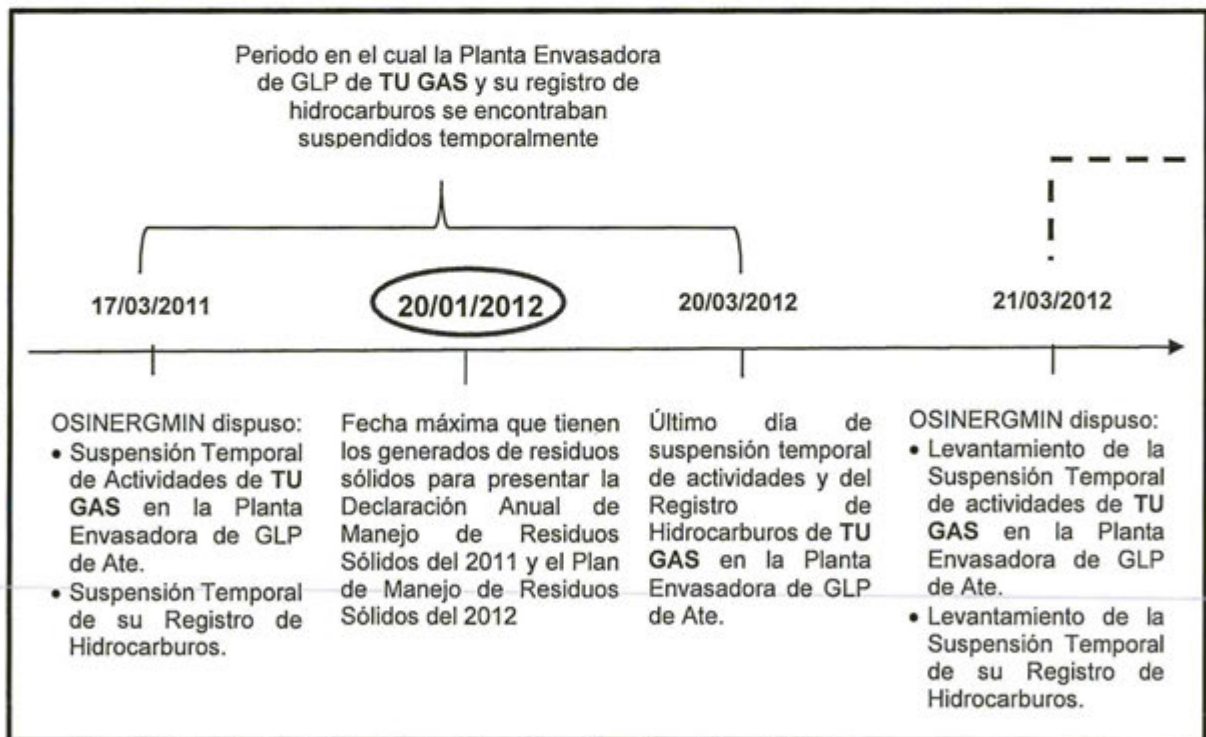 Periodo en el cual la Planta Envasadora
de GLP de TU GAS y su registro de
hidrocarburos se encontraban
suspendidos temporalmente
17/03/2011
20/01/2012
20/03/2012
21/03/2012
OSINERGMIN dispuso:
• Suspensión Temporal
de Actividades de TU
GAS en la Planta
Envasadora de GLP
de Ate.
• Suspensión Temporal
de su Registro de
Hidrocarburos.
Fecha máxima que tienen
los generados de residuos
sólidos para presentar la
Declaración Anual de
Manejo de Residuos
Sólidos del 2011 y el Plan
de Manejo de Residuos
Sólidos del 2012
Último día de
suspensión temporal
de actividades y del
Registro de
Hidrocarburos de TU
GAS en la Planta
Envasadora de GLP
de Ate.
OSINERGMIN dispuso:
• Levantamiento de la
Suspensión Temporal
de actividades de TU
GAS en la Planta
Envasadora de GLP
de Ate.
• Levantamiento de la
Suspensión Temporal
de su Registro de
Hidrocarburos.